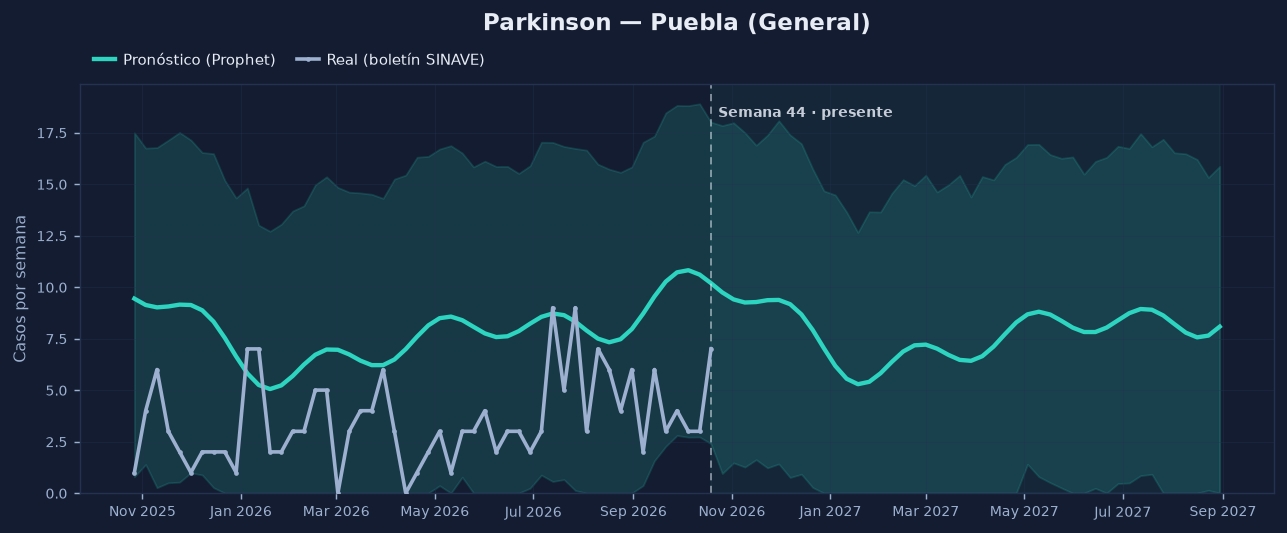 Parkinson — Puebla (General)
Pronóstico (Prophet)
Real (boletín SINAVE)
Semana 44 · presente
Casos por semana
17.5
15.0
12.5
10.0
7.5
5.0
2.5
0.0
Nov 2025
Jan 2026
Mar 2026
May 2026
Jul 2026
Sep 2026
Nov 2026
Jan 2027
Mar 2027
May 2027
Jul 2027
Sep 2027